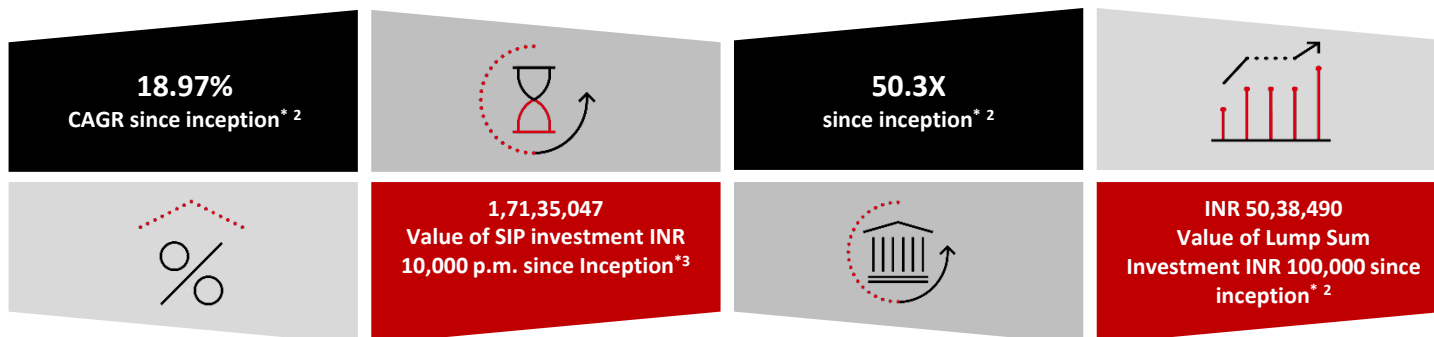 18.97%
CAGR since inception* 2
50.3X
since inception* 2
1,71,35,047
Value of SIP investment INR
10,000 p.m. since Inception*3
INR 50,38,490
Value of Lump Sum
Investment INR 100,000 since
inception* 2